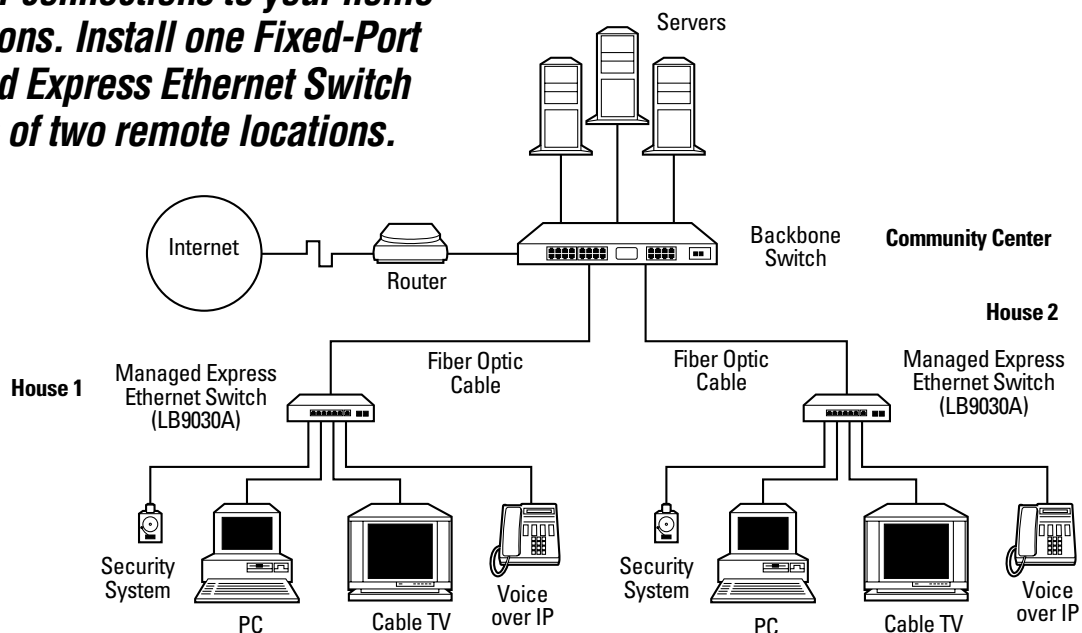 connections to your home
ons. Install one Fixed-Port
d Express Ethernet Switch
of two remote locations.
Servers
Internet
Router
Backbone
Switch
Community Center
House 2
Fiber Optic
Cable
Fiber Optic
Cable
House 1
Managed Express
Ethernet Switch
(LB9030A)
Managed Express
Ethernet Switch
(LB9030A)
Security
System
PC
Cable TV
Voice
over IP
Security
System
PC
Cable TV
Voice
over IP